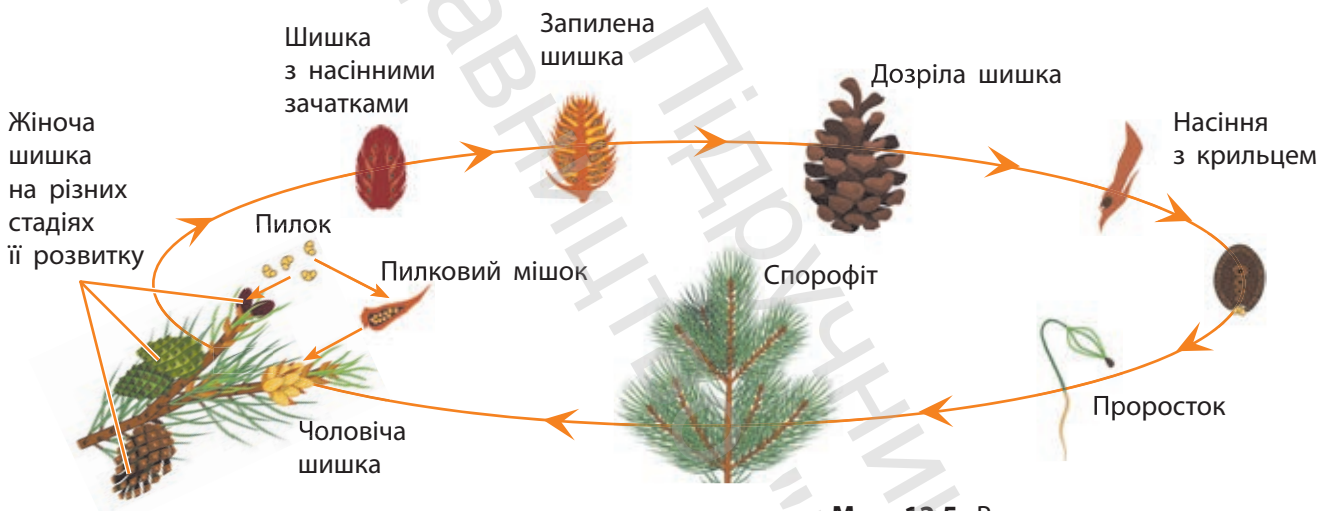 Шишка
з насінними
зачатками
Запилена
шишка
Дозріла шишка
Насіння
з крильцем
Жіноча
шишка
на різних
стадіях
її розвитку
Пилок
Пилковий мішок
Спорофіт
Проросток
Чоловіча
шишка
Підручник